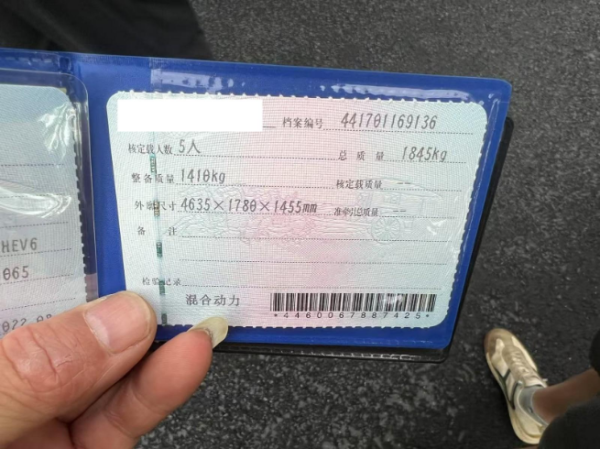 档案编号 441701169136
核定载人数 5人 总质量 1845kg
整备质量 1410kg 核定载质量 --
外廓尺寸 4635×1780×1455mm 准牵引总质量 --
备注
检验记录
混合动力
*4460067887425*
HEV6
065